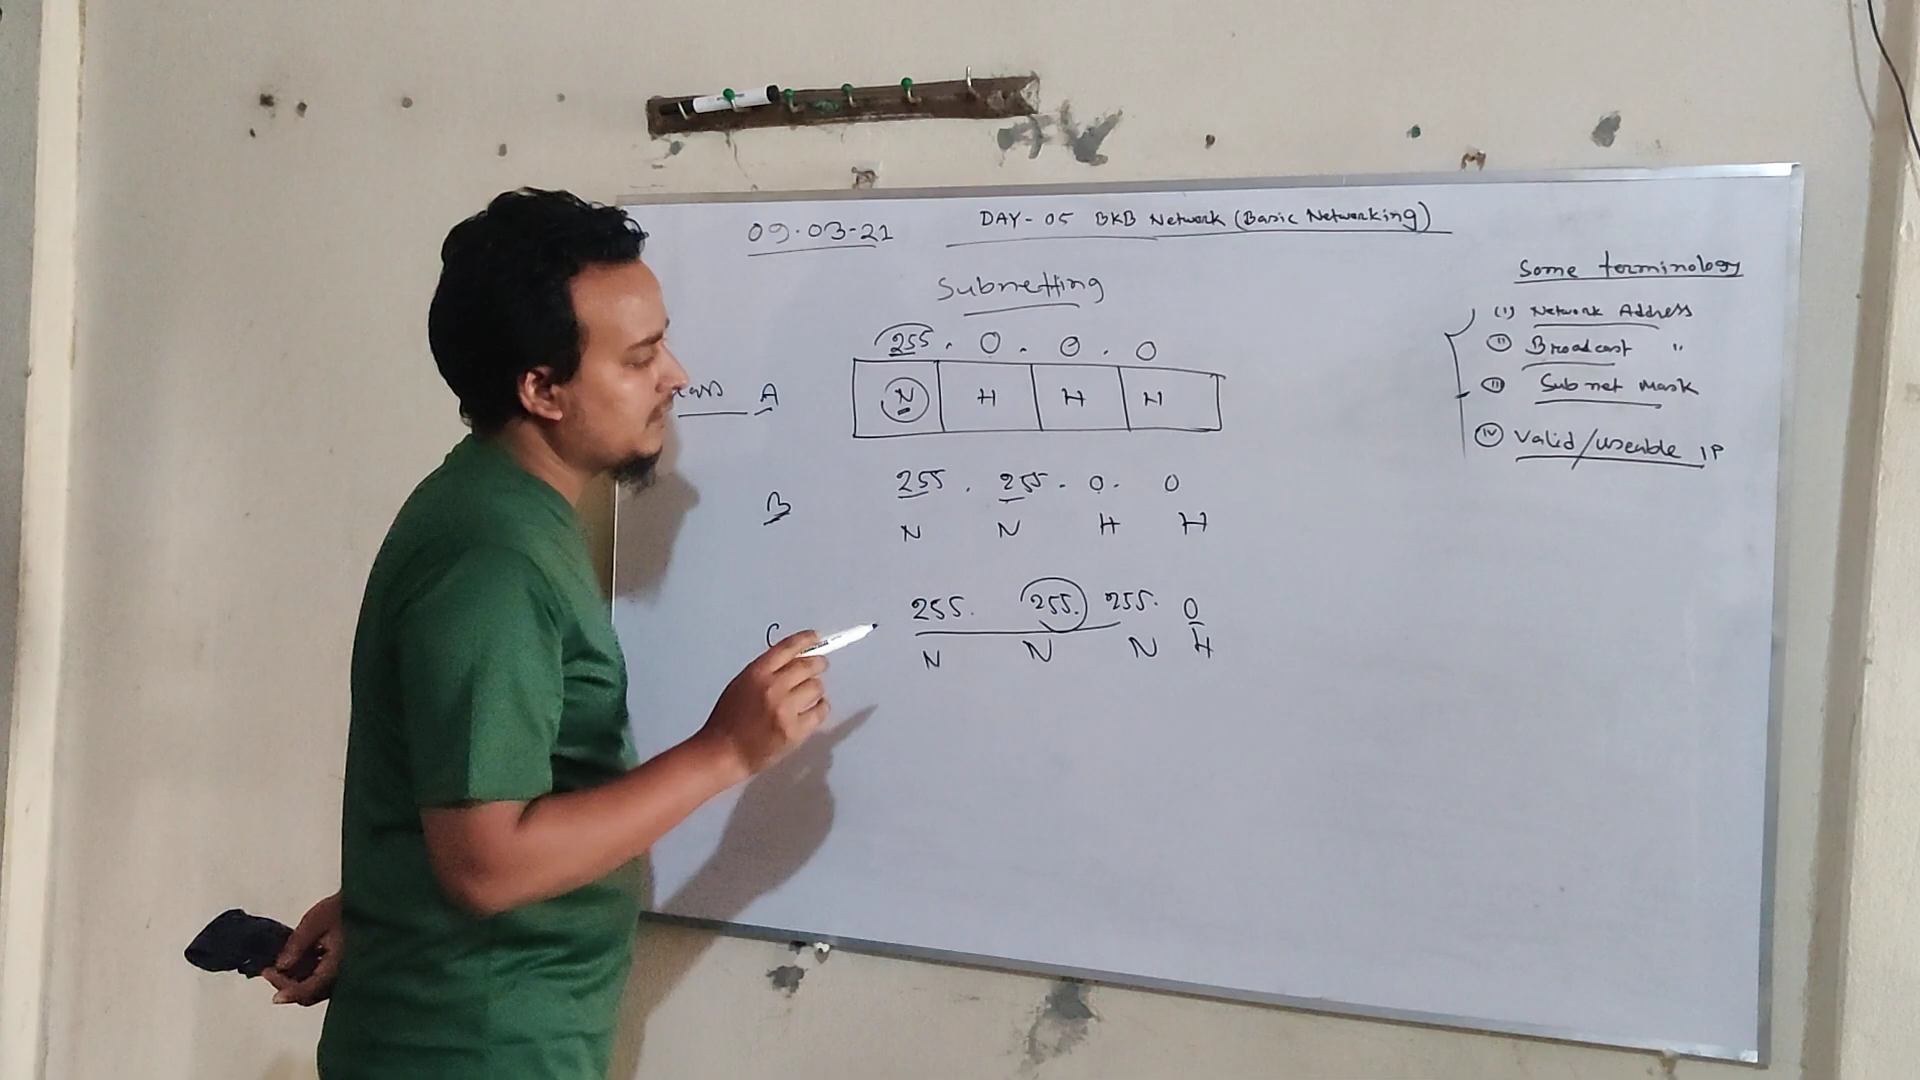 09.03-21
DAY-05 BKB Network (Basic Networking)
Subnetting
255. 0. 0. 0
A N H H H
B 255. 255. 0. 0
N N H H
C 255. 255. 255. 0
N N N H
Some terminology
(i) Network Address
(ii) Broadcast "
(iii) Subnet Mask
(iv) Valid/useable IP